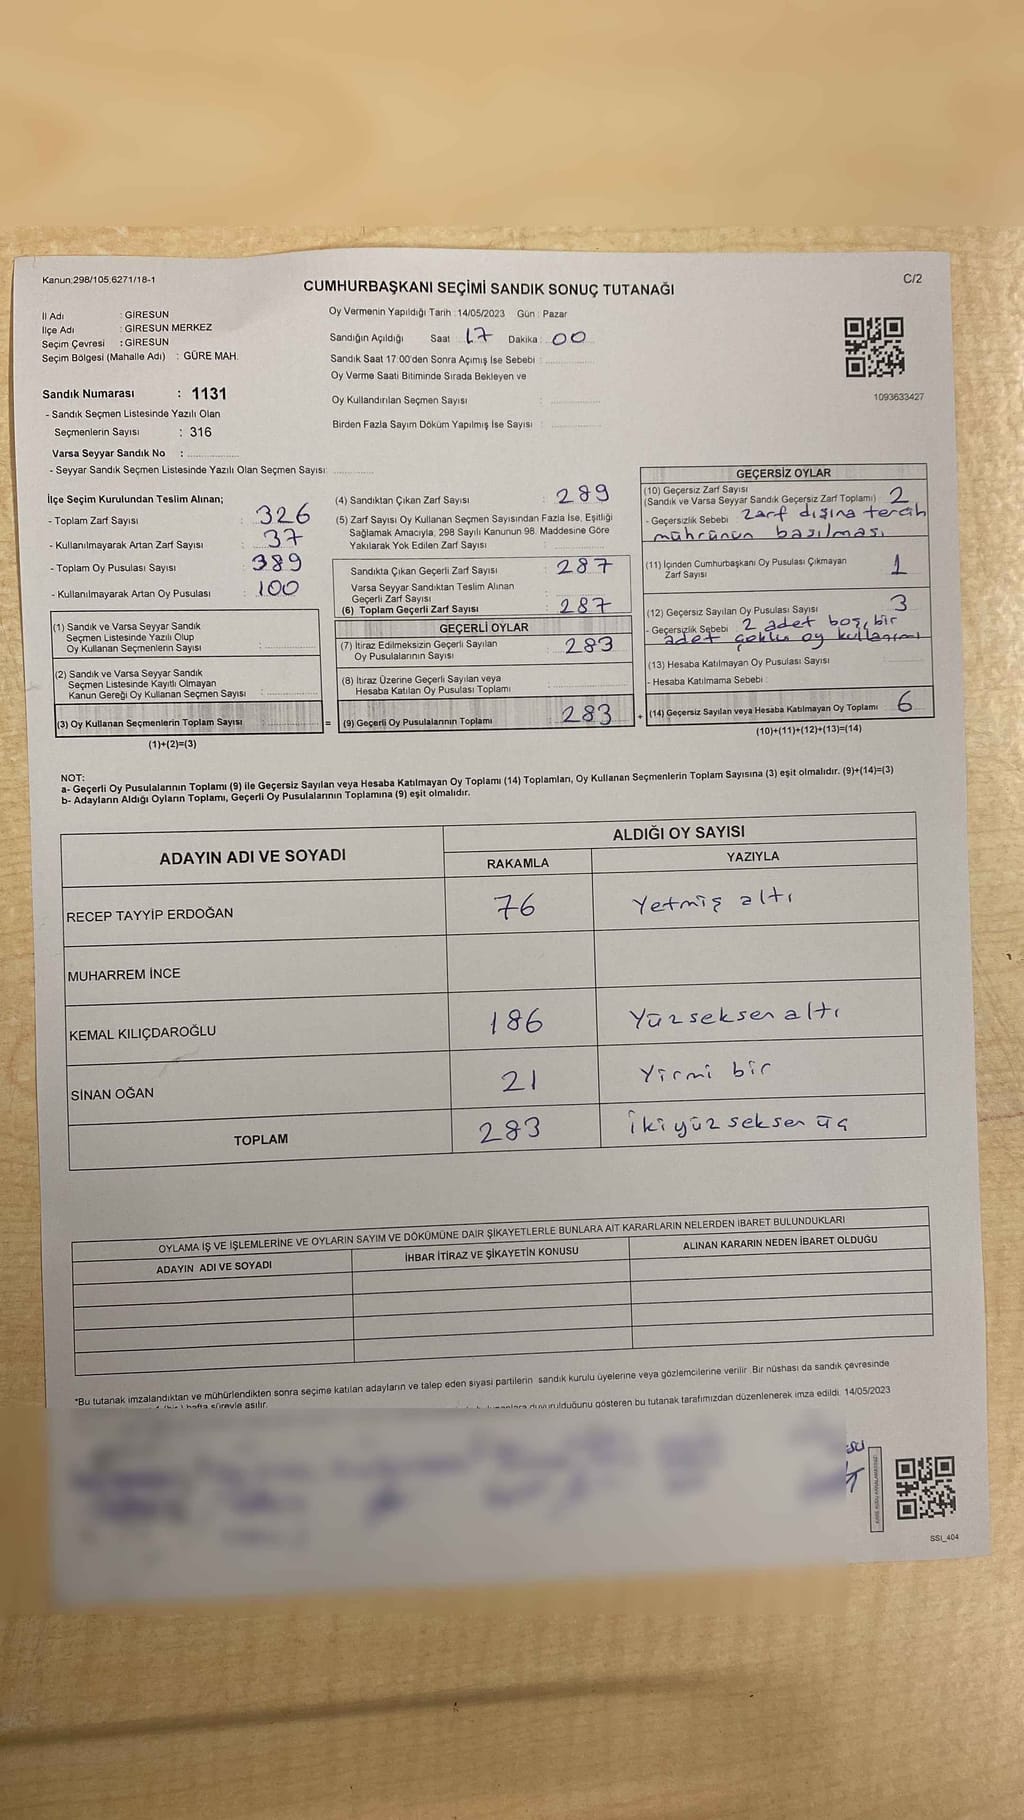 Kanun;298/105,6271/18-1
C/2
CUMHURBAŞKANI SEÇİMİ SANDIK SONUÇ TUTANAĞI
İl Adı : GİRESUN
İlçe Adı : GİRESUN MERKEZ
Seçim Çevresi : GİRESUN
Seçim Bölgesi (Mahalle Adı) : GÜRE MAH.
Oy Vermenin Yapıldığı Tarih :14/05/2023 Gün : Pazar
Sandığın Açıldığı Saat 17 Dakika : 00
Sandık Saat 17:00'den Sonra Açımış İse Sebebi :
Oy Verme Saati Bitiminde Sırada Bekleyen ve
Oy Kullandırılan Seçmen Sayısı :
Birden Fazla Sayım Döküm Yapılmış İse Sayısı :
1093633427
Sandık Numarası : 1131
- Sandık Seçmen Listesinde Yazılı Olan
Seçmenlerin Sayısı : 316
Varsa Seyyar Sandık No :
- Seyyar Sandık Seçmen Listesinde Yazılı Olan Seçmen Sayısı:
İlçe Seçim Kurulundan Teslim Alınan;
- Toplam Zarf Sayısı : 326
- Kullanılmayarak Artan Zarf Sayısı : 37
- Toplam Oy Pusulası Sayısı : 389
- Kullanılmayarak Artan Oy Pusulası : 100
(1) Sandık ve Varsa Seyyar Sandık
Seçmen Listesinde Yazılı Olup
Oy Kullanan Seçmenlerin Sayısı :
(2) Sandık ve Varsa Seyyar Sandık
Seçmen Listesinde Kayıtlı Olmayan
Kanun Gereği Oy Kullanan Seçmen Sayısı :
(3) Oy Kullanan Seçmenlerin Toplam Sayısı =
(1)+(2)=(3)
(4) Sandıktan Çıkan Zarf Sayısı : 289
(5) Zarf Sayısı Oy Kullanan Seçmen Sayısından Fazla İse, Eşitliği
Sağlamak Amacıyla, 298 Sayılı Kanunun 98. Maddesine Göre
Yakılarak Yok Edilen Zarf Sayısı :
Sandıkta Çıkan Geçerli Zarf Sayısı : 287
Varsa Seyyar Sandıktan Teslim Alınan
Geçerli Zarf Sayısı :
(6) Toplam Geçerli Zarf Sayısı : 287
GEÇERLİ OYLAR
(7) İtiraz Edilmeksizin Geçerli Sayılan
Oy Pusulalarının Sayısı : 283
(8) İtiraz Üzerine Geçerli Sayılan veya
Hesaba Katılan Oy Pusulası Toplamı :
(9) Geçerli Oy Pusulalarının Toplamı 283 +
GEÇERSİZ OYLAR
(10) Geçersiz Zarf Sayısı
(Sandık ve Varsa Seyyar Sandık Geçersiz Zarf Toplamı) : 2
- Geçersizlik Sebebi : zarf dışına tercih
mührünün basılması
(11) İçinden Cumhurbaşkanı Oy Pusulası Çıkmayan
Zarf Sayısı 1
(12) Geçersiz Sayılan Oy Pusulası Sayısı 3
- Geçersizlik Sebebi : 2 adet boş, bir
adet çoklu oy kullanımı
(13) Hesaba Katılmayan Oy Pusulası Sayısı :
- Hesaba Katılmama Sebebi :
(14) Geçersiz Sayılan veya Hesaba Katılmayan Oy Toplamı 6
(10)+(11)+(12)+(13)=(14)
NOT:
a- Geçerli Oy Pusulalarının Toplamı (9) ile Geçersiz Sayılan veya Hesaba Katılmayan Oy Toplamı (14) Toplamları, Oy Kullanan Seçmenlerin Toplam Sayısına (3) eşit olmalıdır. (9)+(14)=(3)
b- Adayların Aldığı Oyların Toplamı, Geçerli Oy Pusulalarının Toplamına (9) eşit olmalıdır.
ADAYIN ADI VE SOYADI
ALDIĞI OY SAYISI
RAKAMLA YAZIYLA
RECEP TAYYİP ERDOĞAN 76 Yetmiş altı
MUHARREM İNCE
KEMAL KILIÇDAROĞLU 186 Yüzseksenaltı
SİNAN OĞAN 21 Yirmi bir
TOPLAM 283 İkiyüzseksen üç
OYLAMA İŞ VE İŞLEMLERİNE VE OYLARIN SAYIM VE DÖKÜMÜNE DAİR ŞİKAYETLERLE BUNLARA AİT KARARLARIN NELERDEN İBARET BULUNDUKLARI
ADAYIN ADI VE SOYADI İHBAR İTİRAZ VE ŞİKAYETİN KONUSU ALINAN KARARIN NEDEN İBARET OLDUĞU
*Bu tutanak imzalandıktan ve mühürlendikten sonra seçime katılan adayların ve talep eden siyasi partilerin sandık kurulu üyelerine veya gözlemcilerine verilir .Bir nüshası da sandık çevresinde
hafta süreyle asılır.
duyurulduğunu gösteren bu tutanak tarafımızdan düzenlenerek imza edildi. 14/05/2023
SSI_404